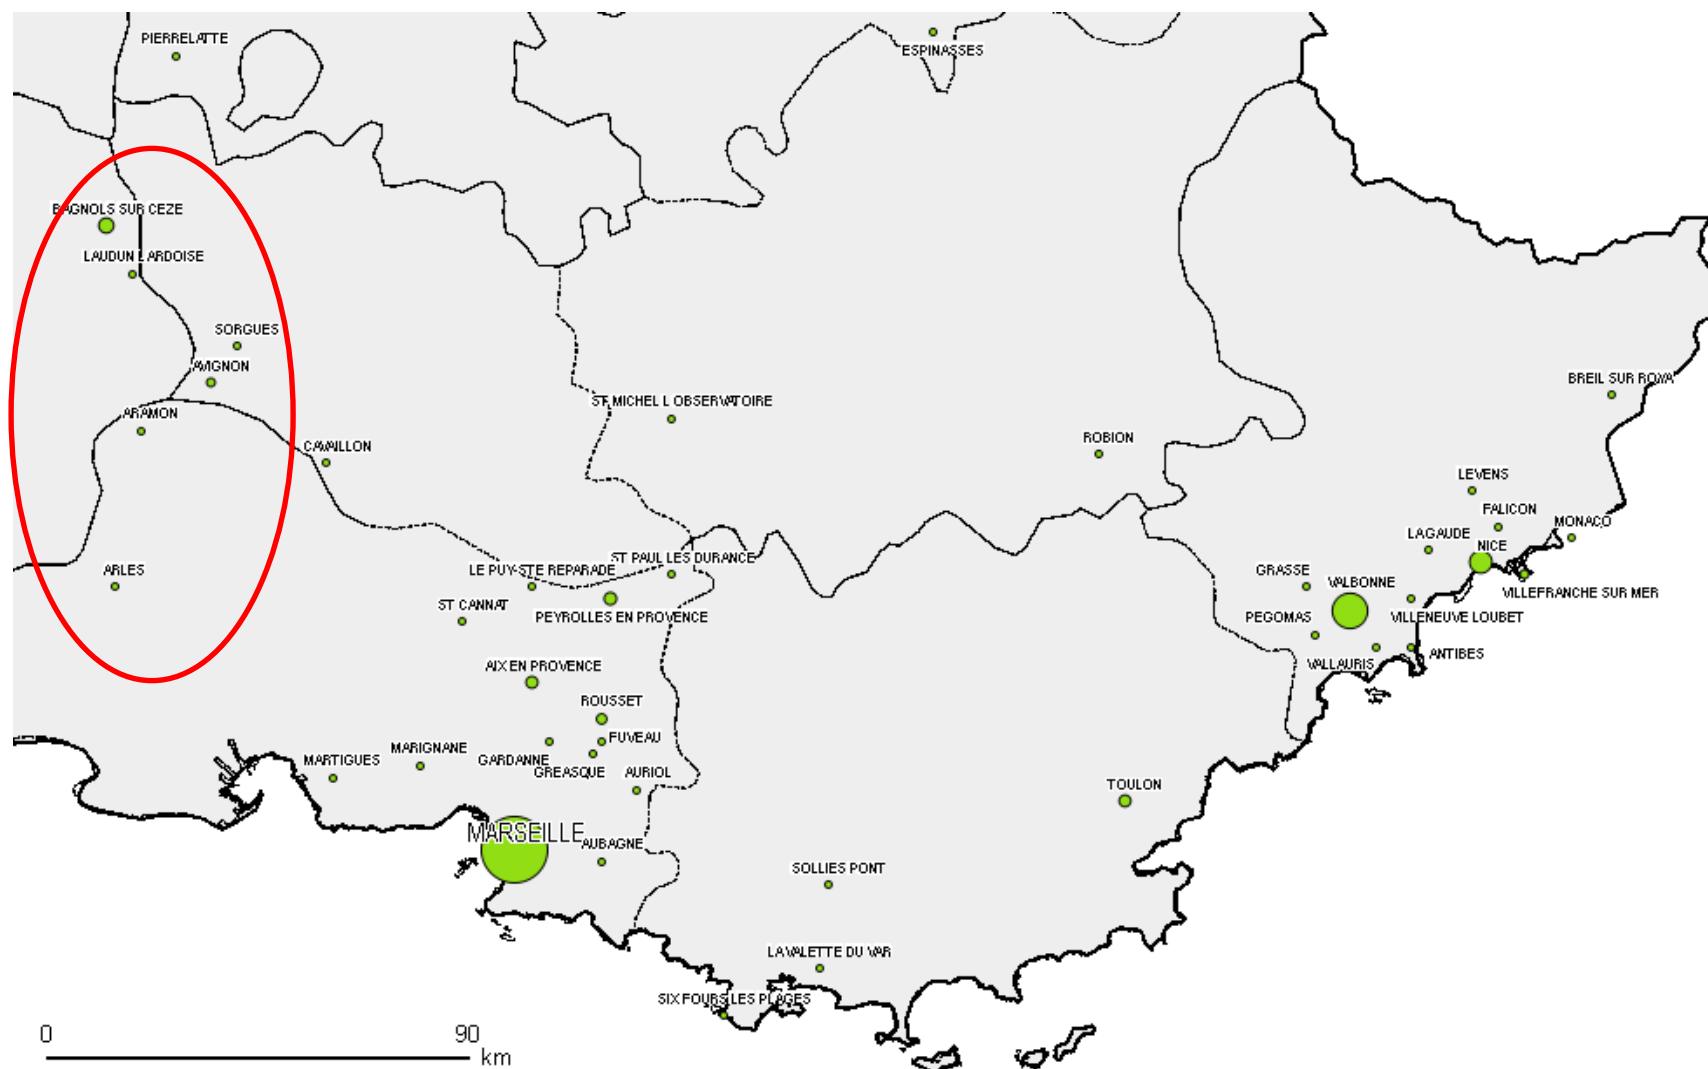 PIERRELATTE
ESPINASSES
BAGNOLS SUR CEZE
LAUDUN L ARDOISE
SORGUES
AVIGNON
BREIL SUR ROYA
ST MICHEL L OBSERVATOIRE
ARAMON
ROBION
CAVAILLON
LEVENS
FALICON
MONACO
LAGAUDE
NICE
ST PAUL LES DURANCE
ARLES
LE PUY-STE REPARADE
GRASSE
VALBONNE
VILLEFRANCHE SUR MER
ST CANNAT
PEYROLLES EN PROVENCE
PEGOMAS
VILLENEUVE LOUBET
VALLAURIS
ANTIBES
AIX EN PROVENCE
ROUSSET
FUVEAU
MARIGNANE
MARTIGUES
GARDANNE
GREASQUE
AURIOL
TOULON
MARSEILLE
AUBAGNE
SOLLIES PONT
LA VALETTE DU VAR
SIX FOURS LES PLAGES
0
90
km